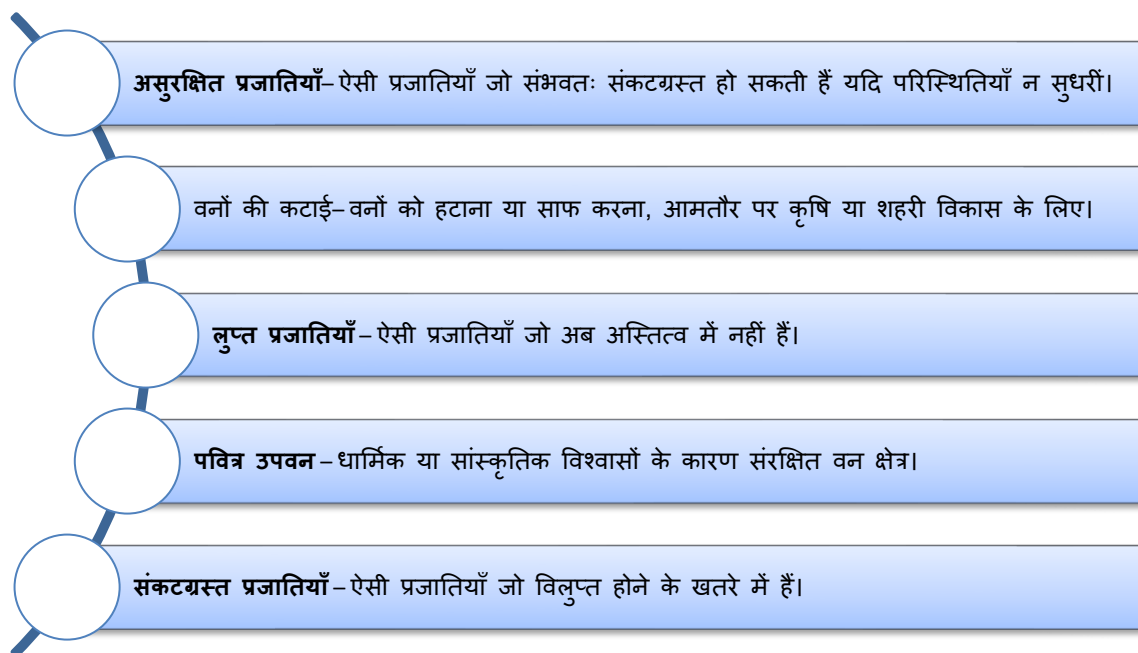 असुरक्षित प्रजातियाँ– ऐसी प्रजातियाँ जो संभवतः संकटग्रस्त हो सकती हैं यदि परिस्थितियाँ न सुधरीं।
वनों की कटाई– वनों को हटाना या साफ करना, आमतौर पर कृषि या शहरी विकास के लिए।
लुप्त प्रजातियाँ – ऐसी प्रजातियाँ जो अब अस्तित्व में नहीं हैं।
पवित्र उपवन – धार्मिक या सांस्कृतिक विश्वासों के कारण संरक्षित वन क्षेत्र।
संकटग्रस्त प्रजातियाँ – ऐसी प्रजातियाँ जो विलुप्त होने के खतरे में हैं।